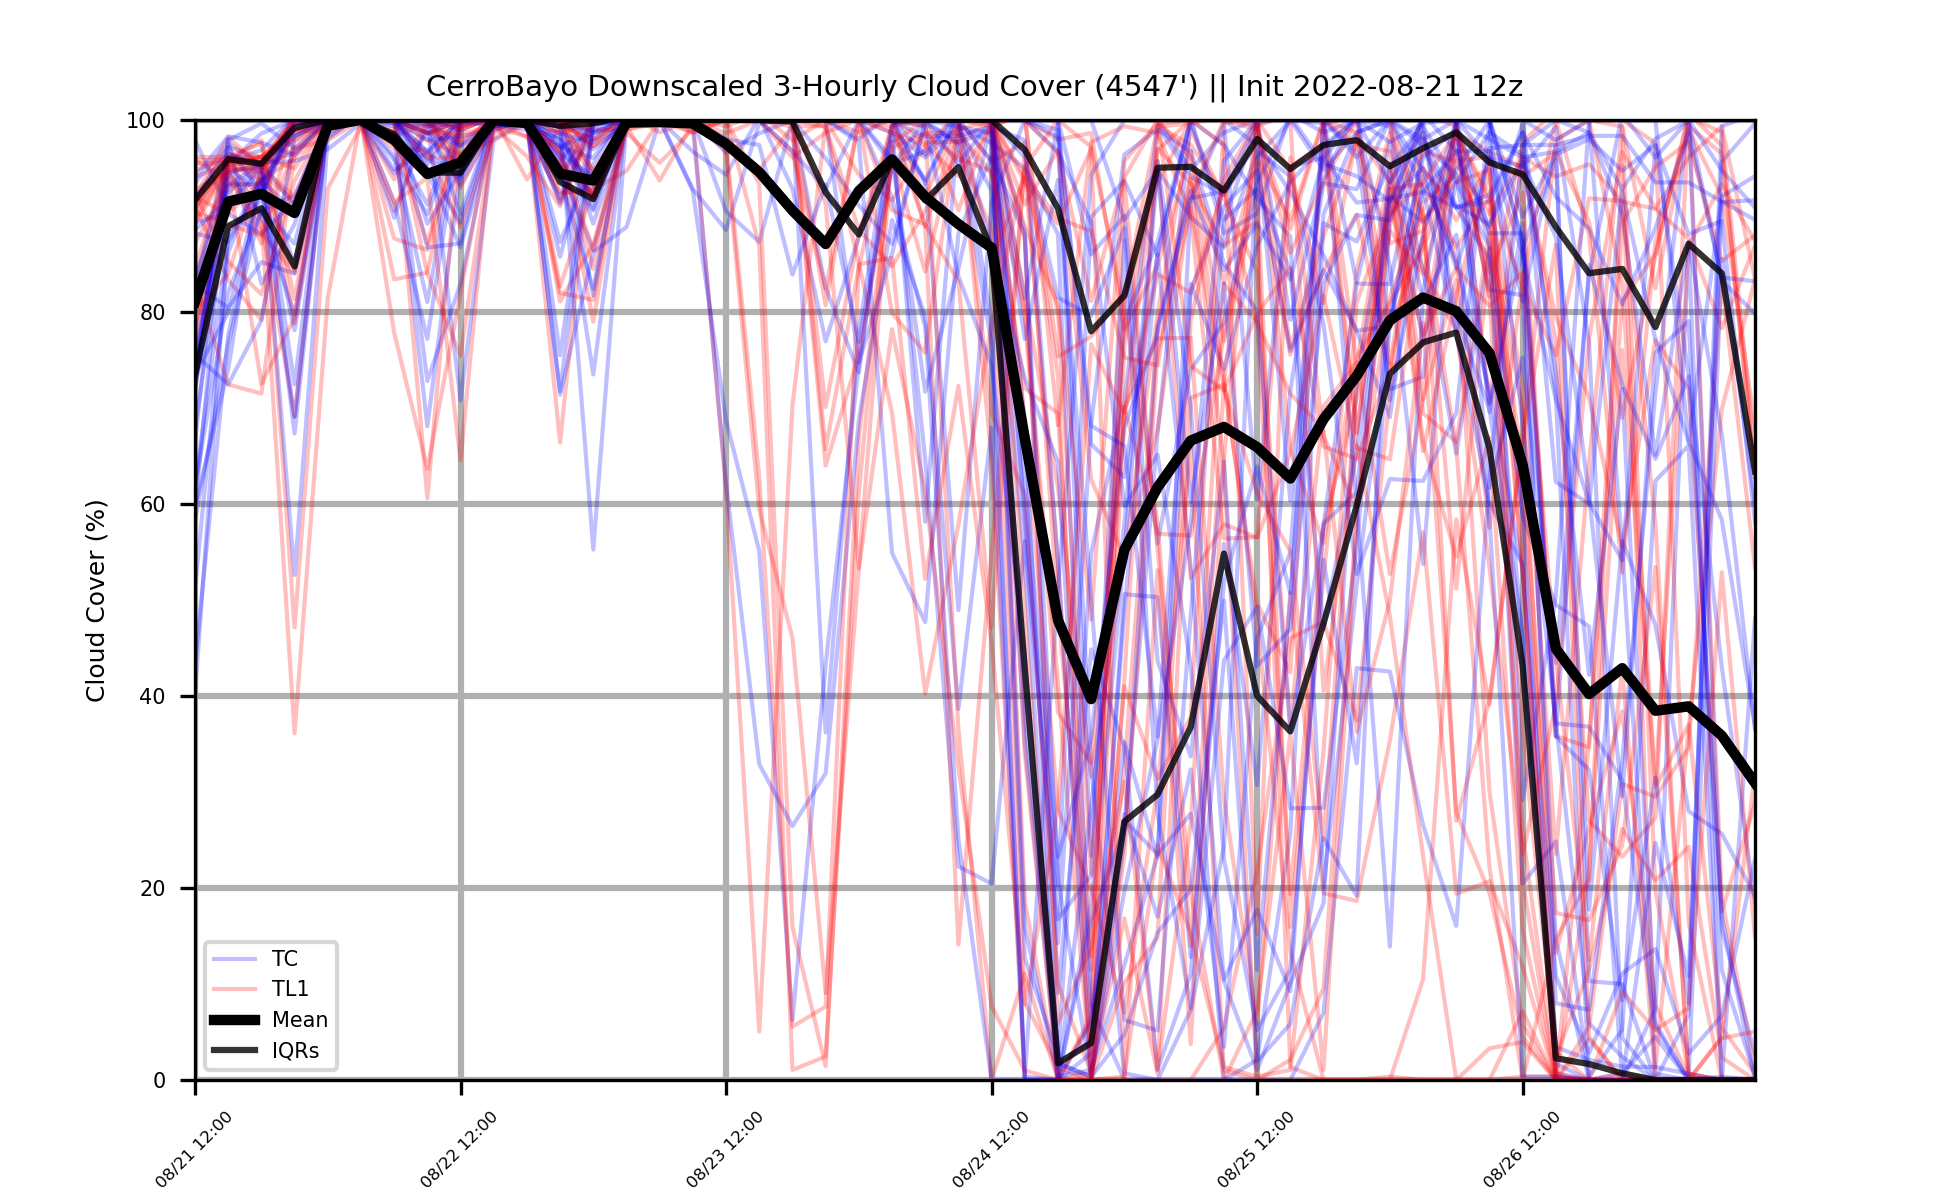 CerroBayo Downscaled 3-Hourly Cloud Cover (4547') || Init 2022-08-21 12z
100
80
60
40
20
0
Cloud Cover (%)
TC
TL1
Mean
IQRs
08/21 12:00
08/22 12:00
08/23 12:00
08/24 12:00
08/25 12:00
08/26 12:00